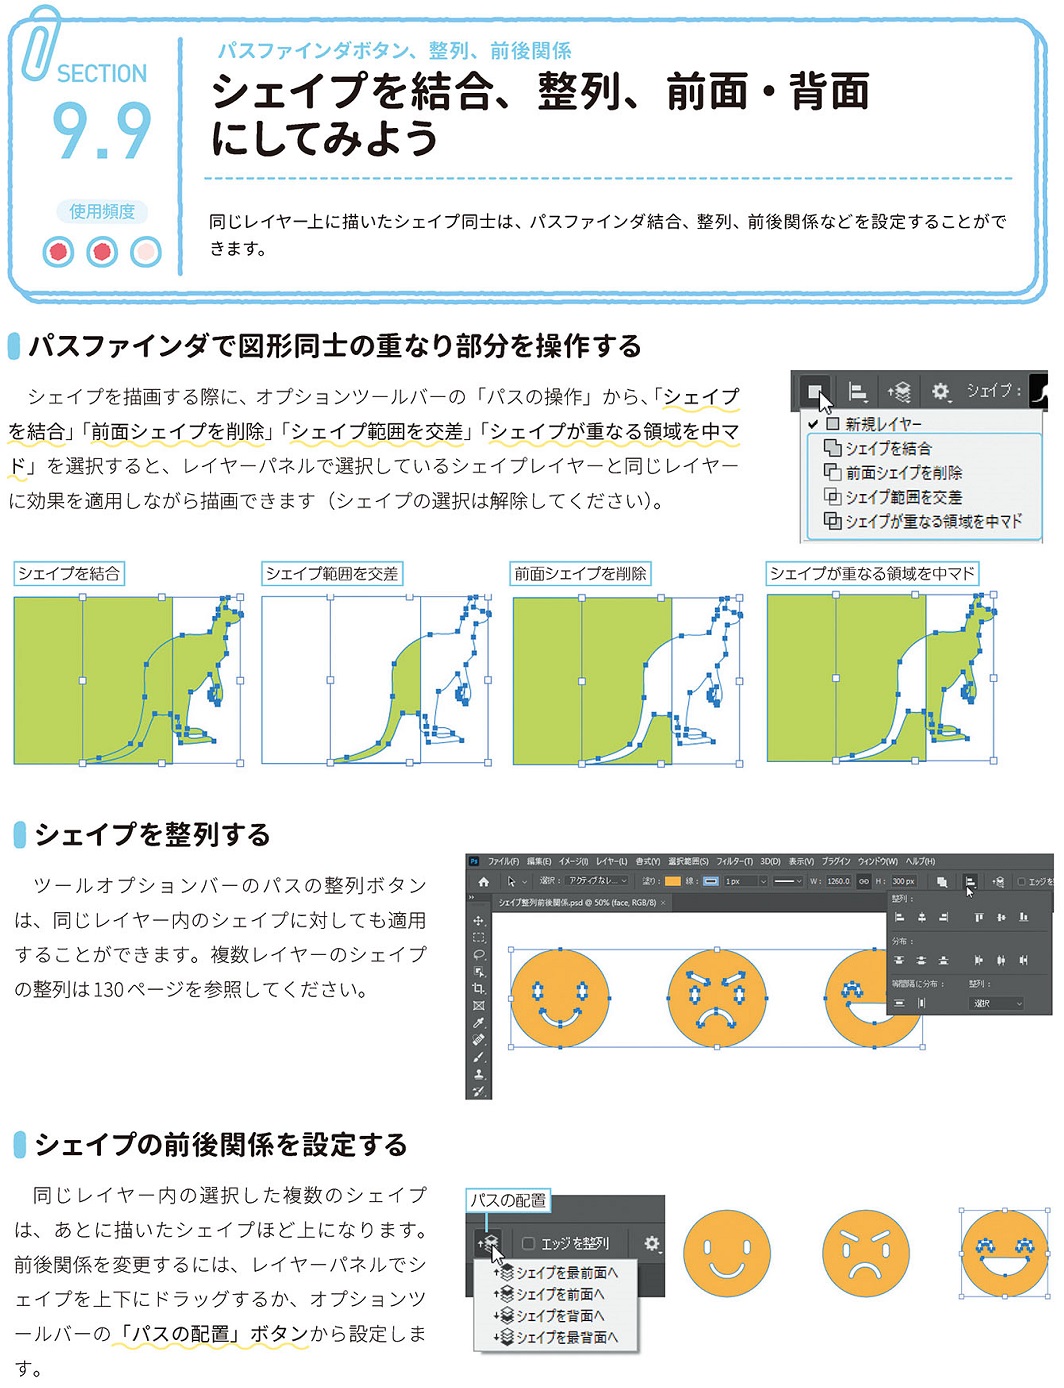 SECTION
9.9
使用頻度
パスファインダボタン、整列、前後関係
シェイプを結合、整列、前面・背面
にしてみよう
同じレイヤー上に描いたシェイプ同士は、パスファインダ結合、整列、前後関係などを設定することがで
きます。
パスファインダで図形同士の重なり部分を操作する
シェイプを描画する際に、オプションツールバーの「パスの操作」から、「シェイプ
を結合」「前面シェイプを削除」「シェイプ範囲を交差」「シェイプが重なる領域を中マ
ド」を選択すると、レイヤーパネルで選択しているシェイプレイヤーと同じレイヤー
に効果を適用しながら描画できます（シェイプの選択は解除してください）。
シェイプ：
新規レイヤー
シェイプを結合
前面シェイプを削除
シェイプ範囲を交差
シェイプが重なる領域を中マド
シェイプを結合
シェイプ範囲を交差
前面シェイプを削除
シェイプが重なる領域を中マド
シェイプを整列する
ツールオプションバーのパスの整列ボタン
は、同じレイヤー内のシェイプに対しても適用
することができます。複数レイヤーのシェイプ
の整列は130ページを参照してください。
Ps ファイル(F) 編集(E) イメージ(I) レイヤー(L) 書式(Y) 選択範囲(S) フィルター(T) 3D(D) 表示(V) プラグイン ウィンドウ(W) ヘルプ(H)
選択： アクティブなレ... 塗り： 線： 1 px W： 1260.0 H： 300 px エッジを
シェイプ整列前後関係.psd @ 50% (face, RGB/8) ×
整列：
分布：
等間隔に分布： 整列：
選択
シェイプの前後関係を設定する
同じレイヤー内の選択した複数のシェイプ
は、あとに描いたシェイプほど上になります。
前後関係を変更するには、レイヤーパネルでシ
ェイプを上下にドラッグするか、オプションツ
ールバーの「パスの配置」ボタンから設定しま
す。
パスの配置
エッジを整列
シェイプを最前面へ
シェイプを前面へ
シェイプを背面へ
シェイプを最背面へ